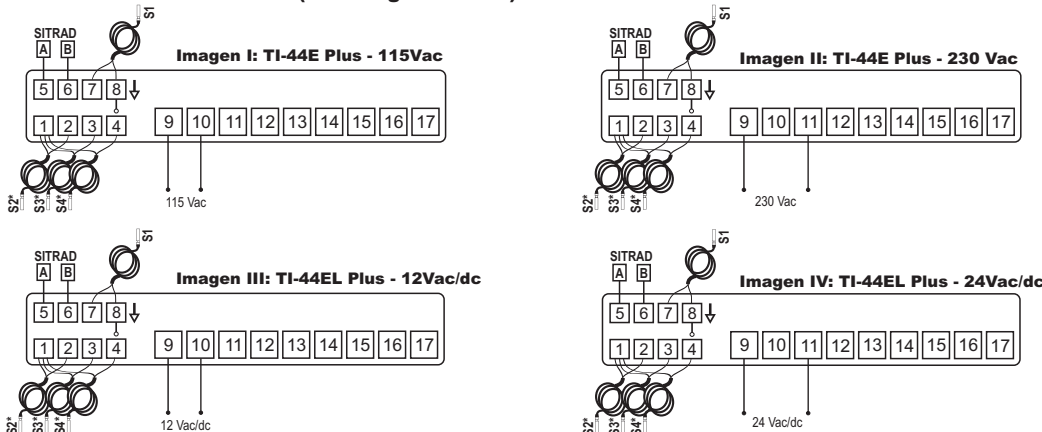 S1
SITRAD
A B
Imagen I: TI-44E Plus - 115Vac
5 6 7 8
1 2 3 4 9 10 11 12 13 14 15 16 17
S2* S3* S4*
115 Vac
S1
SITRAD
A B
Imagen II: TI-44E Plus - 230 Vac
5 6 7 8
1 2 3 4 9 10 11 12 13 14 15 16 17
S2* S3* S4*
230 Vac
S1
SITRAD
A B
Imagen III: TI-44EL Plus - 12Vac/dc
5 6 7 8
1 2 3 4 9 10 11 12 13 14 15 16 17
S2* S3* S4*
12 Vac/dc
S1
SITRAD
A B
Imagen IV: TI-44EL Plus - 24Vac/dc
5 6 7 8
1 2 3 4 9 10 11 12 13 14 15 16 17
S2* S3* S4*
24 Vac/dc